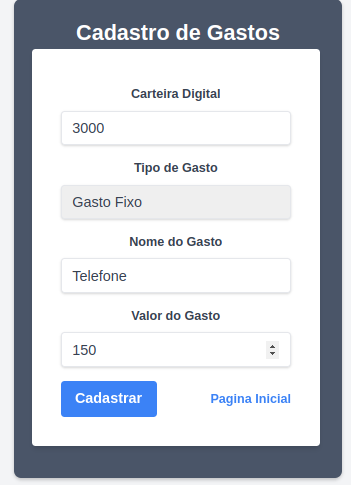 Cadastro de Gastos
Carteira Digital
3000
Tipo de Gasto
Gasto Fixo
Nome do Gasto
Telefone
Valor do Gasto
150
Cadastrar
Pagina Inicial